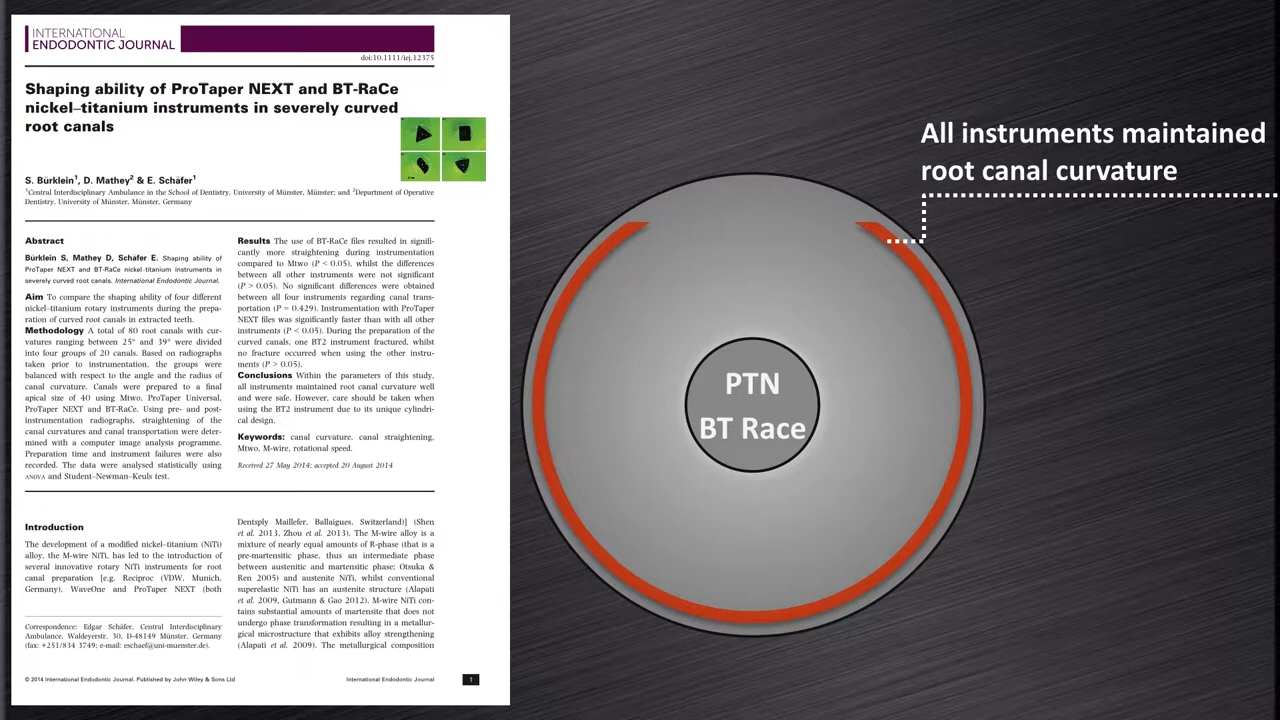 INTERNATIONAL
ENDODONTIC JOURNAL
doi:10.1111/iej.12375
Shaping ability of ProTaper NEXT and BT-RaCe
nickel–titanium instruments in severely curved
root canals
S. Bürklein1, D. Mathey2 & E. Schäfer1
1Central Interdisciplinary Ambulance in the School of Dentistry, University of Münster, Münster; and 2Department of Operative
Dentistry, University of Münster, Münster, Germany
Abstract
Bürklein S, Mathey D, Schäfer E. Shaping ability of
ProTaper NEXT and BT-RaCe nickel–titanium instruments in
severely curved root canals. International Endodontic Journal.
Aim To compare the shaping ability of four different
nickel–titanium rotary instruments during the prepa-
ration of curved root canals in extracted teeth.
Methodology A total of 80 root canals with cur-
vatures ranging between 25° and 39° were divided
into four groups of 20 canals. Based on radiographs
taken prior to instrumentation, the groups were
balanced with respect to the angle and the radius of
canal curvature. Canals were prepared to a final
apical size of 40 using Mtwo, ProTaper Universal,
ProTaper NEXT and BT-RaCe. Using pre- and post-
instrumentation radiographs, straightening of the
canal curvatures and canal transportation were deter-
mined with a computer image analysis programme.
Preparation time and instrument failures were also
recorded. The data were analysed statistically using
ANOVA and Student–Newman–Keuls test.
Results The use of BT-RaCe files resulted in signifi-
cantly more straightening during instrumentation
compared to Mtwo (P < 0.05), whilst the differences
between all other instruments were not significant
(P > 0.05). No significant differences were obtained
between all four instruments regarding canal trans-
portation (P = 0.429). Instrumentation with ProTaper
NEXT files was significantly faster than with all other
instruments (P < 0.05). During the preparation of the
curved canals, one BT2 instrument fractured, whilst
no fracture occurred when using the other instru-
ments (P > 0.05).
Conclusions Within the parameters of this study,
all instruments maintained root canal curvature well
and were safe. However, care should be taken when
using the BT2 instrument due to its unique cylindri-
cal design.
Keywords: canal curvature, canal straightening,
Mtwo, M-wire, rotational speed.
Received 27 May 2014; accepted 20 August 2014
Introduction
The development of a modified nickel–titanium (NiTi)
alloy, the M-wire NiTi, has led to the introduction of
several innovative rotary NiTi instruments for root
canal preparation [e.g. Reciproc (VDW, Munich,
Germany), WaveOne and ProTaper NEXT (both
Correspondence: Edgar Schäfer, Central Interdisciplinary
Ambulance, Waldeyerstr. 30, D-48149 Münster, Germany
(fax: +251/834 3749; e-mail: eschaef@uni-muenster.de).
Dentsply Maillefer, Ballaigues, Switzerland)] (Shen
et al. 2013, Zhou et al. 2013). The M-wire alloy is a
mixture of nearly equal amounts of R-phase (that is a
pre-martensitic phase, thus an intermediate phase
between austenitic and martensitic phase; Otsuka &
Ren 2005) and austenite NiTi, whilst conventional
superelastic NiTi has an austenite structure (Alapati
et al. 2009, Gutmann & Gao 2012). M-wire NiTi con-
tains substantial amounts of martensite that does not
undergo phase transformation resulting in a metallur-
gical microstructure that exhibits alloy strengthening
(Alapati et al. 2009). The metallurgical composition
© 2014 International Endodontic Journal. Published by John Wiley & Sons Ltd
International Endodontic Journal
1
All instruments maintained
root canal curvature
PTN
BT Race